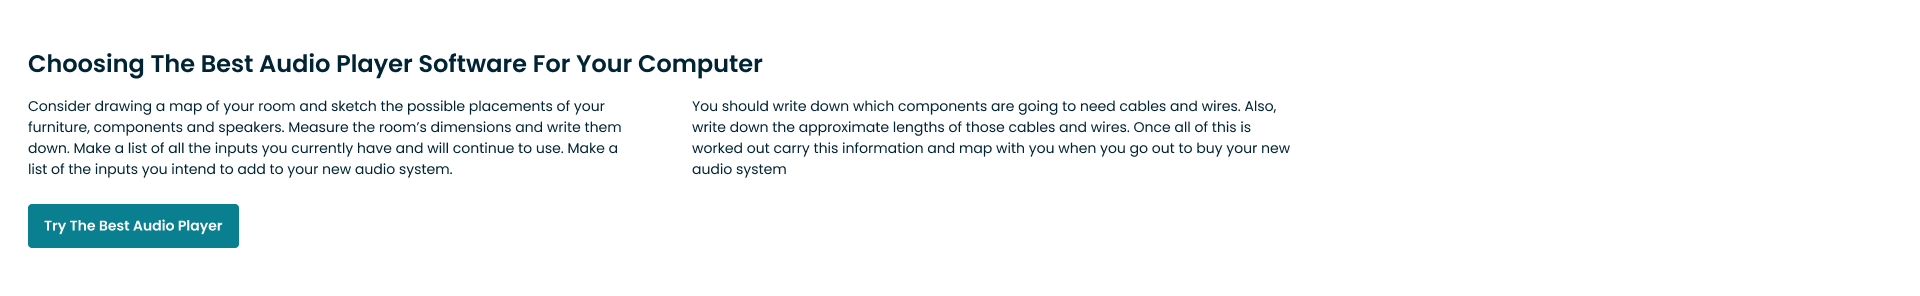 Choosing The Best Audio Player Software For Your Computer
Consider drawing a map of your room and sketch the possible placements of your
furniture, components and speakers. Measure the room’s dimensions and write them
down. Make a list of all the inputs you currently have and will continue to use. Make a
list of the inputs you intend to add to your new audio system.
You should write down which components are going to need cables and wires. Also,
write down the approximate lengths of those cables and wires. Once all of this is
worked out carry this information and map with you when you go out to buy your new
audio system
Try The Best Audio Player